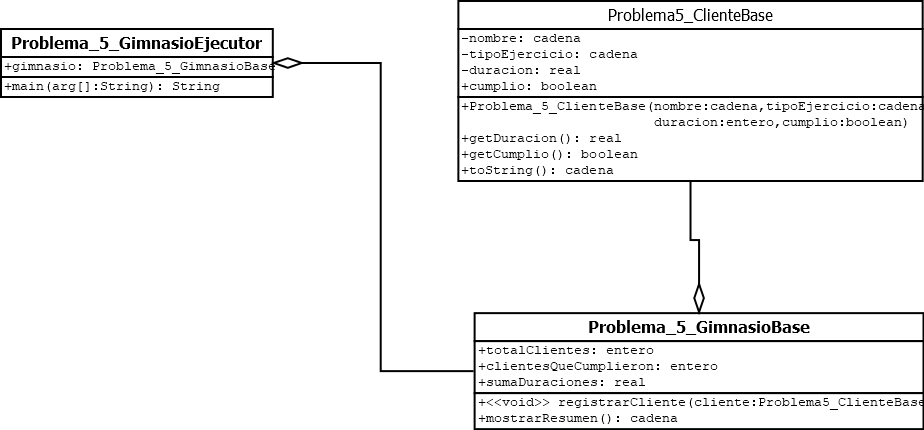 Problema_5_GimnasioEjecutor
+gimnasio: Problema_5_GimnasioBase
+main(arg[]:String): String
Problema5_ClienteBase
-nombre: cadena
-tipoEjercicio: cadena
-duracion: real
+cumplio: boolean
+Problema_5_ClienteBase(nombre:cadena,tipoEjercicio:cadena
duracion:entero,cumplio:boolean)
+getDuracion(): real
+getCumplio(): boolean
+toString(): cadena
Problema_5_GimnasioBase
+totalClientes: entero
+clientesQueCumplieron: entero
+sumaDuraciones: real
+<<void>> registrarCliente(cliente:Problema5_ClienteBase
+mostrarResumen(): cadena